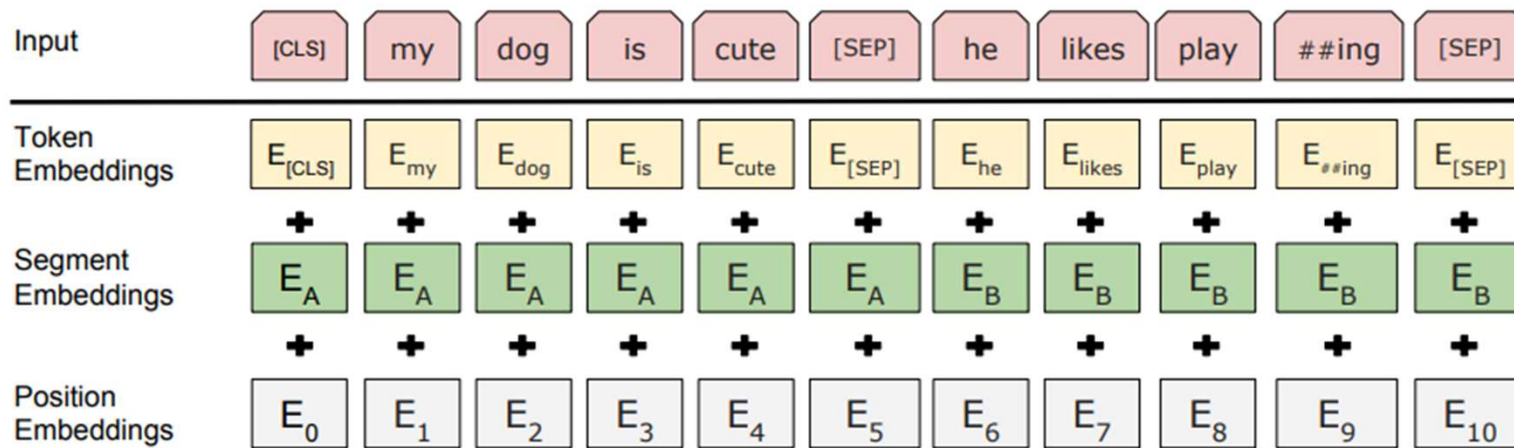 Input [CLS] my dog is cute [SEP] he likes play ##ing [SEP]
Token
Embeddings
E[CLS] Emy Edog Eis Ecute E[SEP] Ehe Elikes Eplay E##ing E[SEP]
+ + + + + + + + + + +
Segment
Embeddings
EA EA EA EA EA EA EB EB EB EB EB
+ + + + + + + + + + +
Position
Embeddings
E0 E1 E2 E3 E4 E5 E6 E7 E8 E9 E10